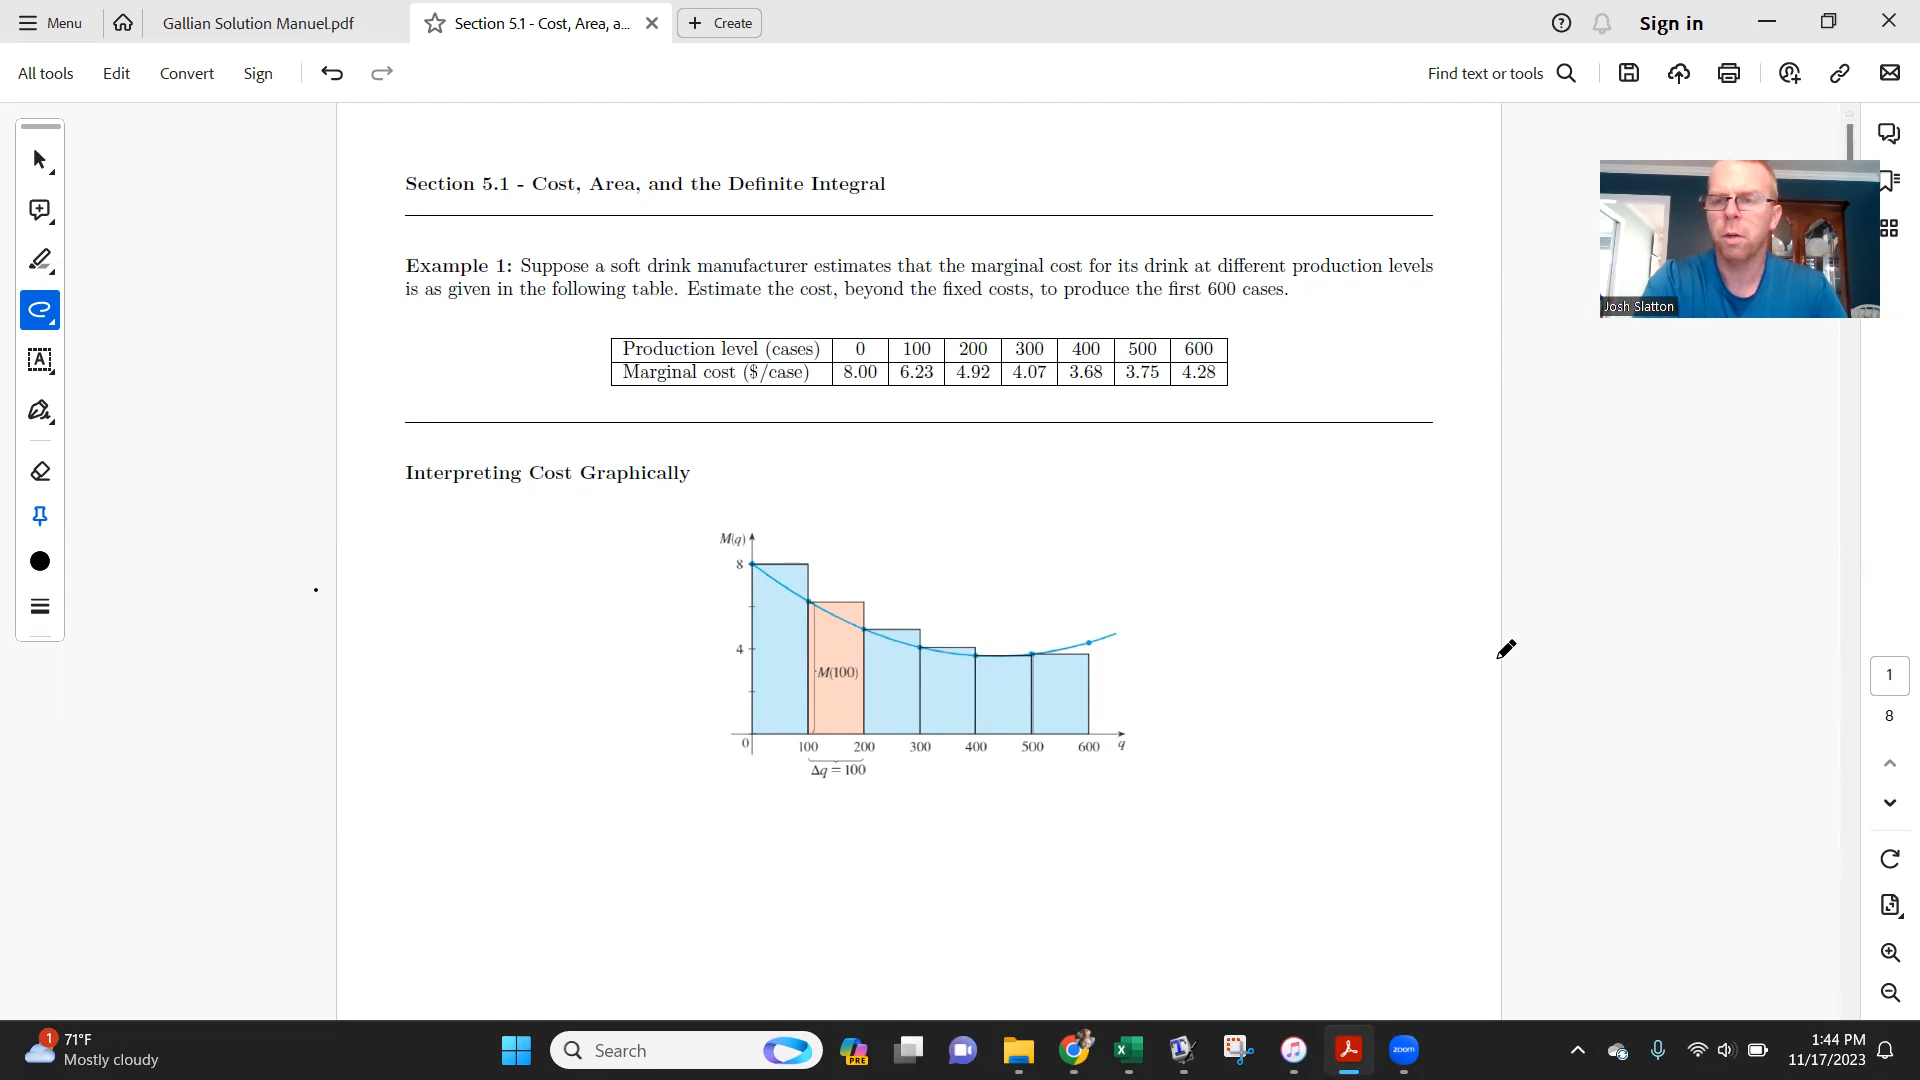 Menu
Gallian Solution Manuel.pdf
Section 5.1 - Cost, Area, a...
Create
Sign in
All tools
Edit
Convert
Sign
Find text or tools
Section 5.1 - Cost, Area, and the Definite Integral
Example 1: Suppose a soft drink manufacturer estimates that the marginal cost for its drink at different production levels
is as given in the following table. Estimate the cost, beyond the fixed costs, to produce the first 600 cases.
Josh Slatton
Production level (cases) 0 100 200 300 400 500 600
Marginal cost ($/case) 8.00 6.23 4.92 4.07 3.68 3.75 4.28
Interpreting Cost Graphically
M(q)
8
4
M(100)
0 100 200 300 400 500 600 q
Δq = 100
1
8
1
71°F
Mostly cloudy
Search
PRE
zoom
1:44 PM
11/17/2023